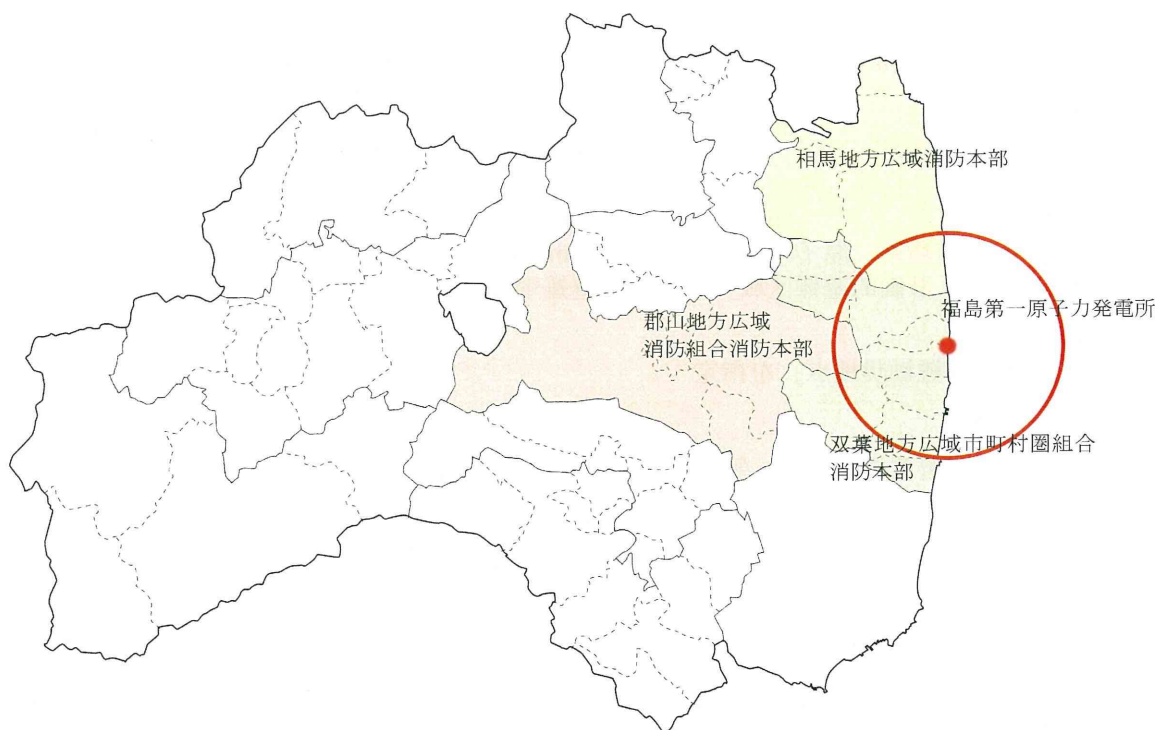 相馬地方広域消防本部
福島第一原子力発電所
郡山地方広域
消防組合消防本部
双葉地方広域市町村圏組合
消防本部